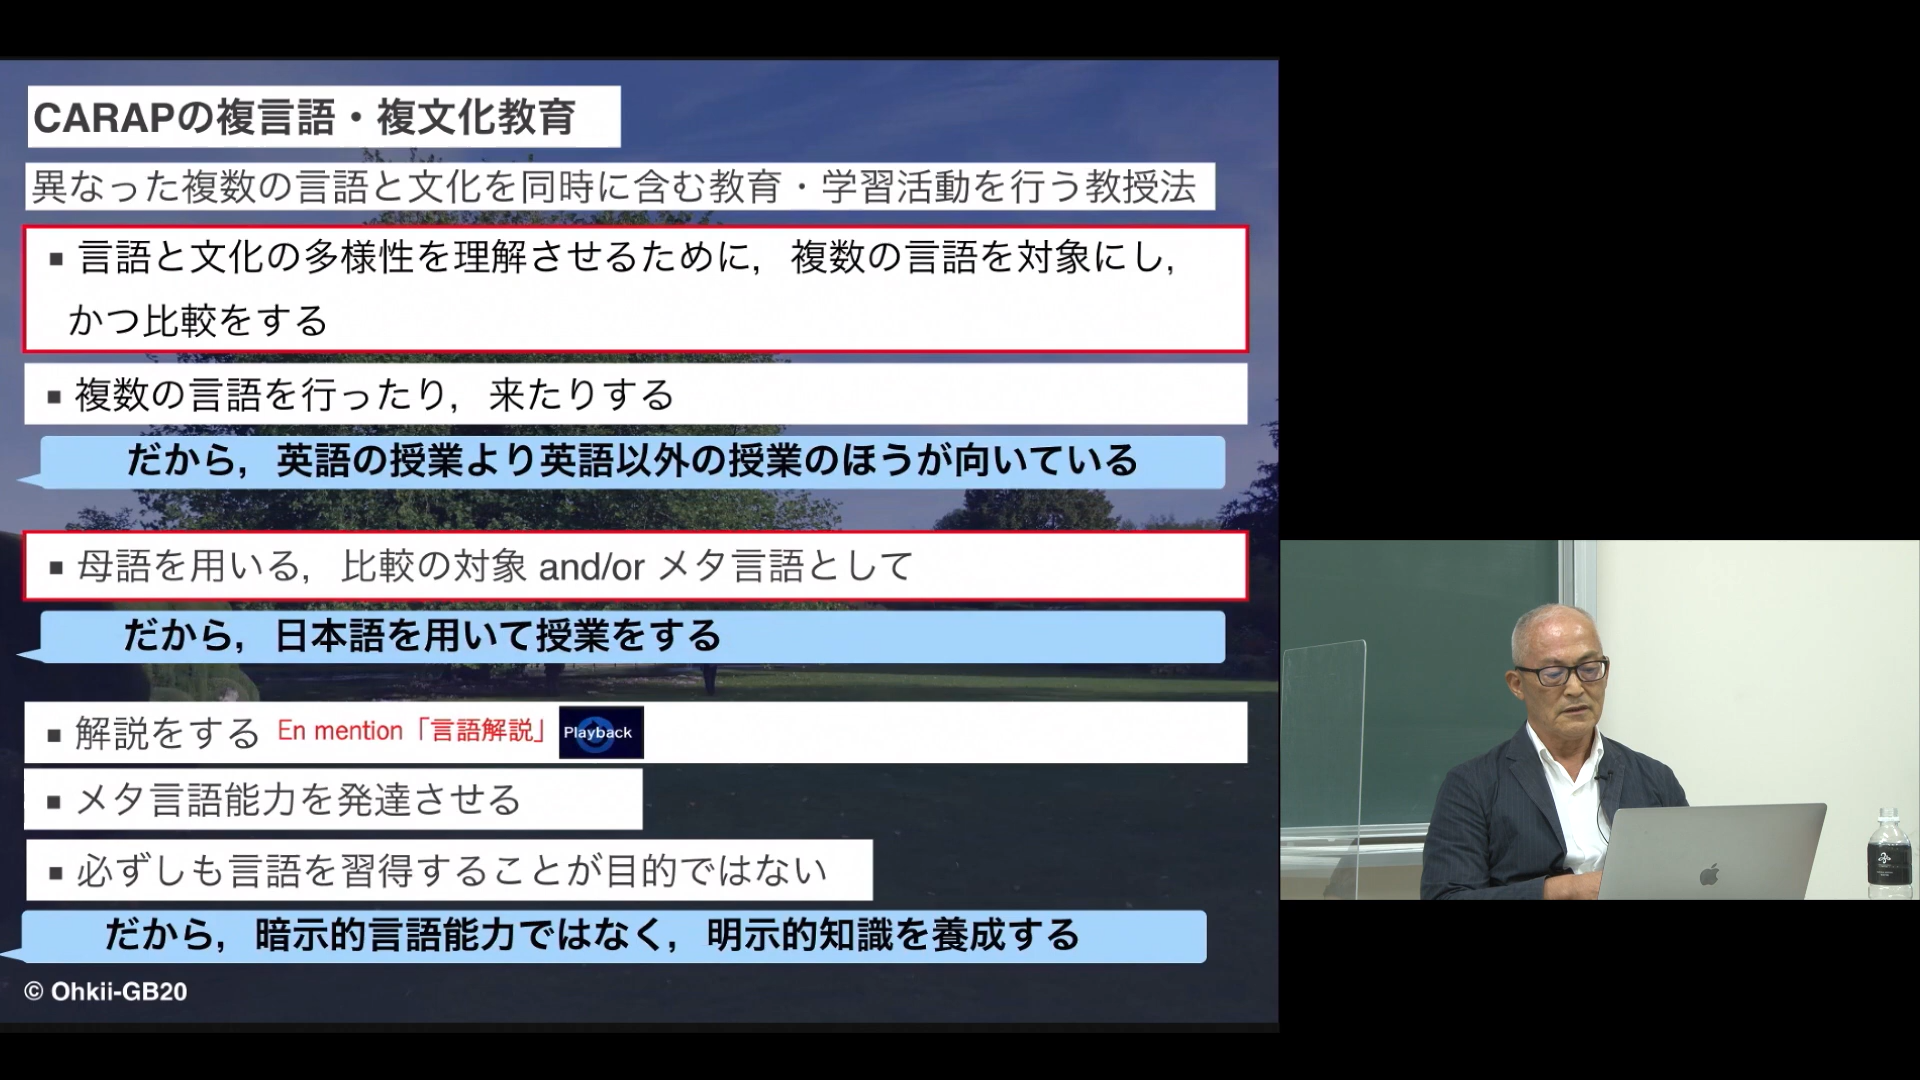 CARAPの複言語・複文化教育
異なった複数の言語と文化を同時に含む教育・学習活動を行う教授法
▪ 言語と文化の多様性を理解させるために，複数の言語を対象にし，
かつ比較をする
▪ 複数の言語を行ったり，来たりする
だから，英語の授業より英語以外の授業のほうが向いている
▪ 母語を用いる，比較の対象 and/or メタ言語として
だから，日本語を用いて授業をする
▪ 解説をする En mention「言語解説」 Playback
▪ メタ言語能力を発達させる
▪ 必ずしも言語を習得することが目的ではない
だから，暗示的言語能力ではなく，明示的知識を養成する
© Ohkii-GB20